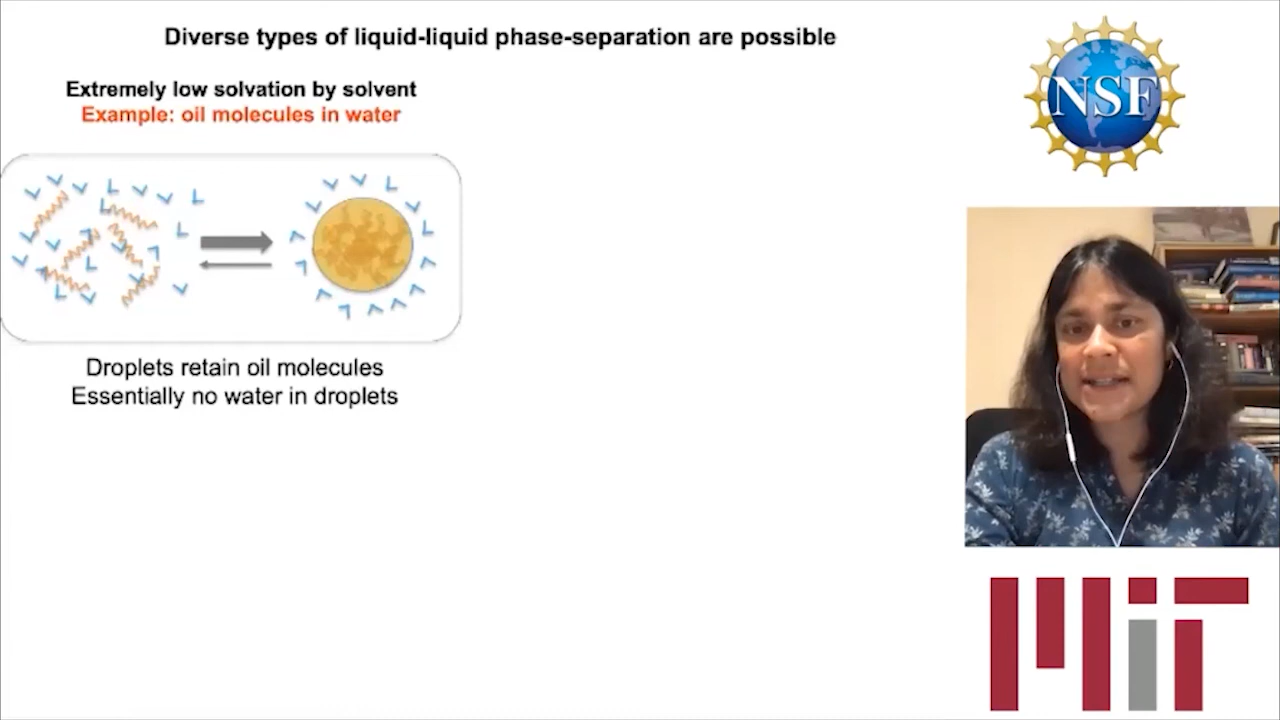 Diverse types of liquid-liquid phase-separation are possible
Extremely low solvation by solvent
Example: oil molecules in water
Droplets retain oil molecules
Essentially no water in droplets
NSF
MIT